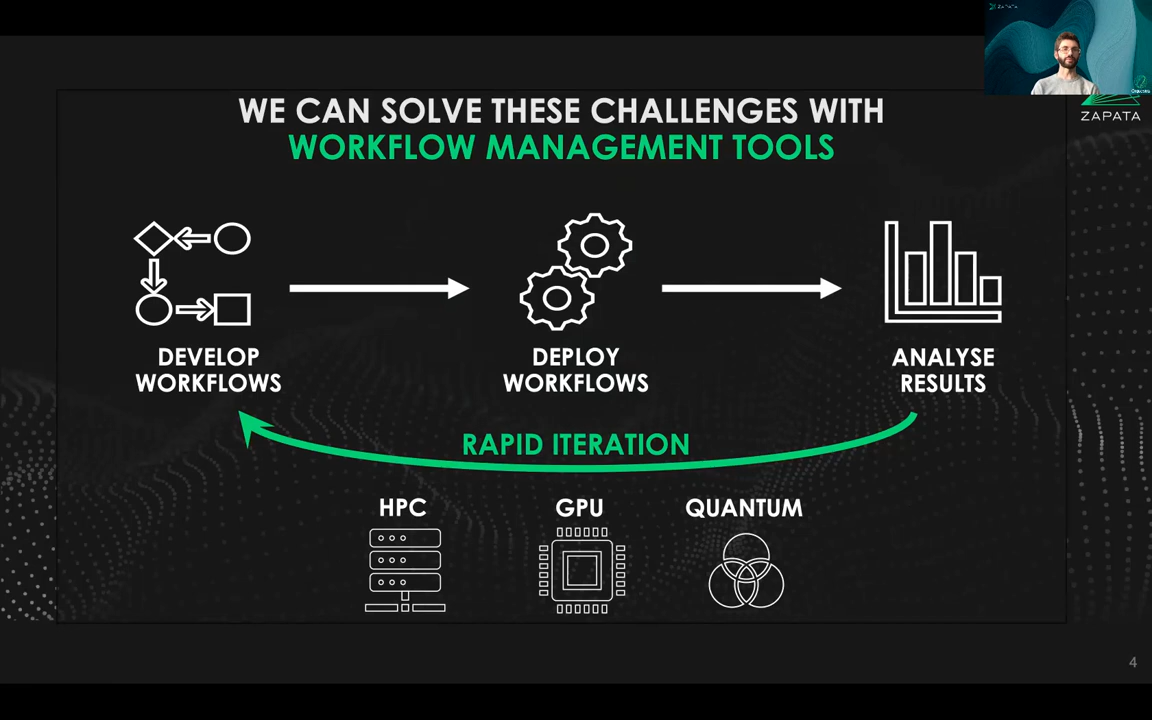 ZAPATA
WE CAN SOLVE THESE CHALLENGES WITH
WORKFLOW MANAGEMENT TOOLS
ZAPATA
DEVELOP
WORKFLOWS
DEPLOY
WORKFLOWS
ANALYSE
RESULTS
RAPID ITERATION
HPC
GPU
QUANTUM
4